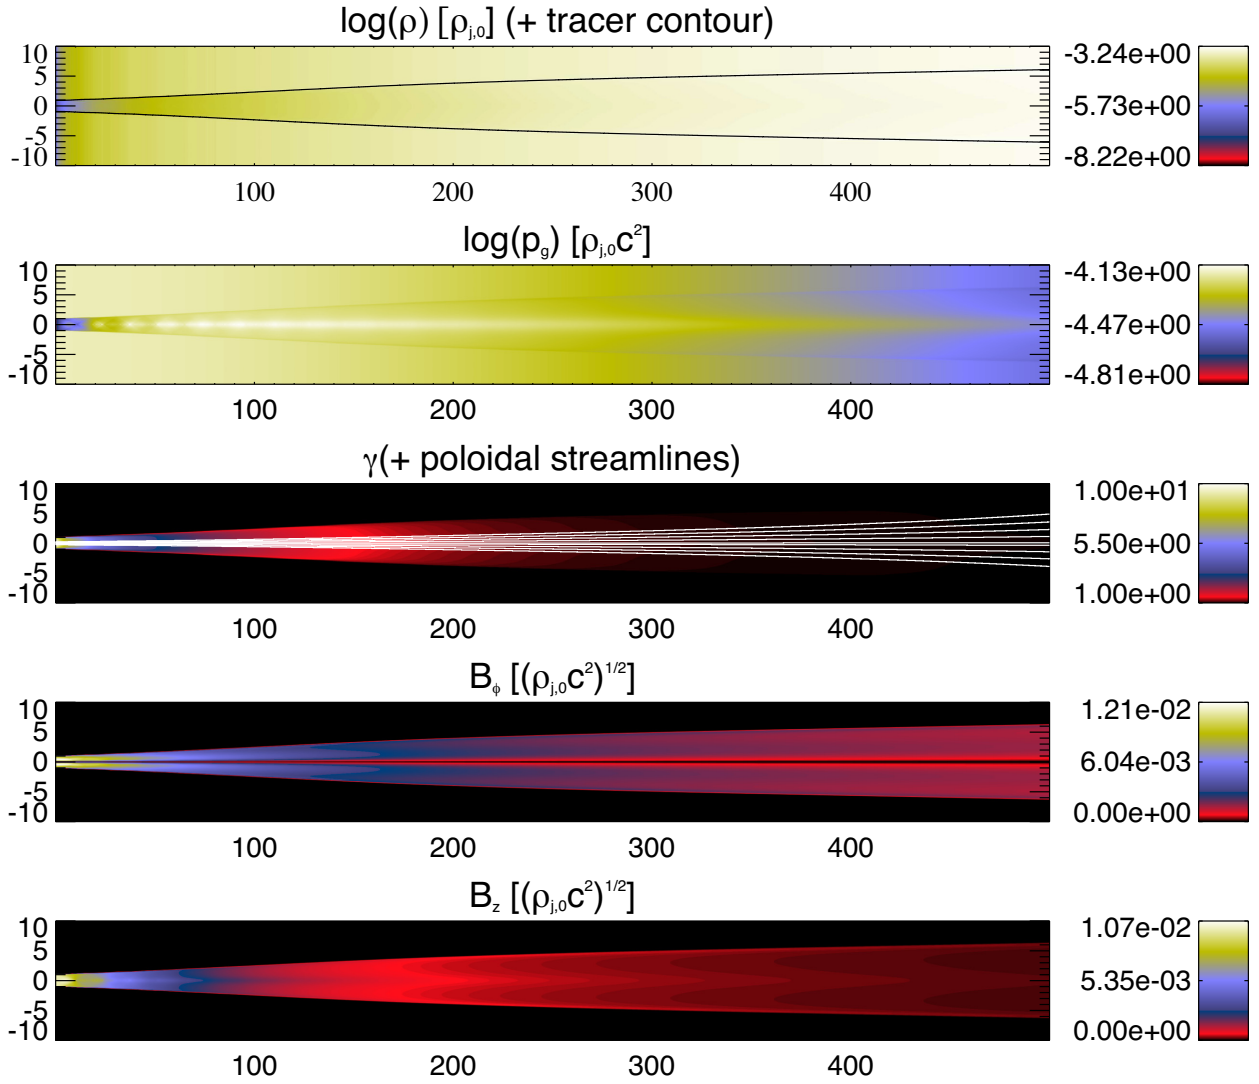 log(ρ) [ρj,0] (+ tracer contour)
10
5
0
-5
-10
100 200 300 400
-3.24e+00
-5.73e+00
-8.22e+00
log(pg) [ρj,0c2]
10
5
0
-5
-10
100 200 300 400
-4.13e+00
-4.47e+00
-4.81e+00
γ(+ poloidal streamlines)
10
5
0
-5
-10
100 200 300 400
1.00e+01
5.50e+00
1.00e+00
Bϕ [(ρj,0c2)1/2]
10
5
0
-5
-10
100 200 300 400
1.21e-02
6.04e-03
0.00e+00
Bz [(ρj,0c2)1/2]
10
5
0
-5
-10
100 200 300 400
1.07e-02
5.35e-03
0.00e+00